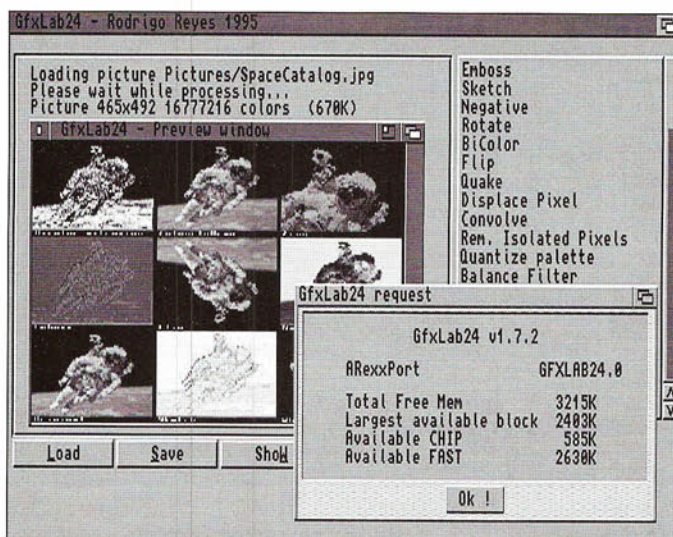 GfxLab24 - Rodrigo Reyes 1995
Loading picture Pictures/SpaceCatalog.jpg
Please wait while processing...
Picture 465x492 16777216 colors (670K)
GfxLab24 - Preview window
Load
Save
Show
Emboss
Sketch
Negative
Rotate
BiColor
Flip
Quake
Displace Pixel
Convolve
Rem. Isolated Pixels
Quantize palette
Balance Filter
GfxLab24 request
GfxLab24 v1.7.2
ARexxPort GFXLAB24.0
Total Free Mem 3215K
Largest available block 2403K
Available CHIP 585K
Available FAST 2630K
Ok !